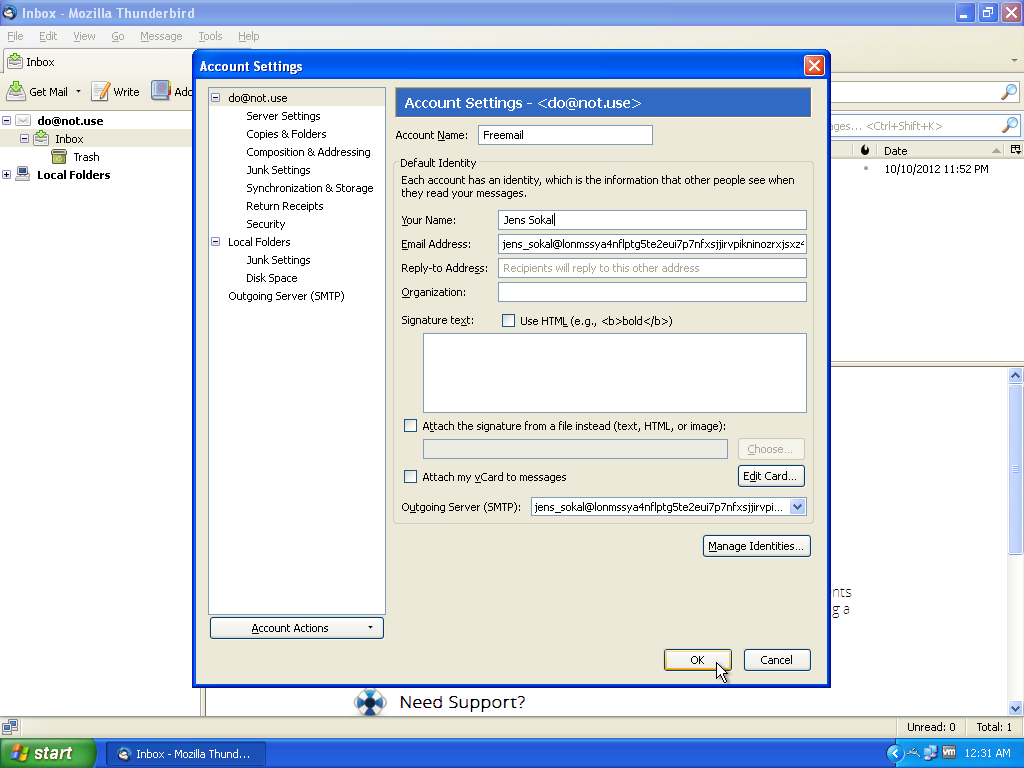 Inbox - Mozilla Thunderbird
File Edit View Go Message Tools Help
Inbox
Get Mail Write
do@not.use
Inbox
Trash
Local Folders
Account Settings
do@not.use
Server Settings
Copies & Folders
Composition & Addressing
Junk Settings
Synchronization & Storage
Return Receipts
Security
Local Folders
Junk Settings
Disk Space
Outgoing Server (SMTP)
Account Actions
Account Settings - <do@not.use>
Account Name: Freemail
Default Identity
Each account has an identity, which is the information that other people see when
they read your messages.
Your Name: Jens Sokal
Email Address: jens_sokal@lonmssya4nflptg5te2eui7p7nfxsjjirvpikninozrxjsxz4
Reply-to Address: Recipients will reply to this other address
Organization:
Signature text: Use HTML (e.g., <b>bold</b>)
Attach the signature from a file instead (text, HTML, or image):
Choose...
Attach my vCard to messages
Edit Card...
Outgoing Server (SMTP): jens_sokal@lonmssya4nflptg5te2eui7p7nfxsjjirvpi...
Manage Identities...
OK Cancel
ages... <Ctrl+Shift+K>
Date
10/10/2012 11:52 PM
nts
g a
Need Support?
Unread: 0 Total: 1
start Inbox - Mozilla Thund... vm 12:31 AM